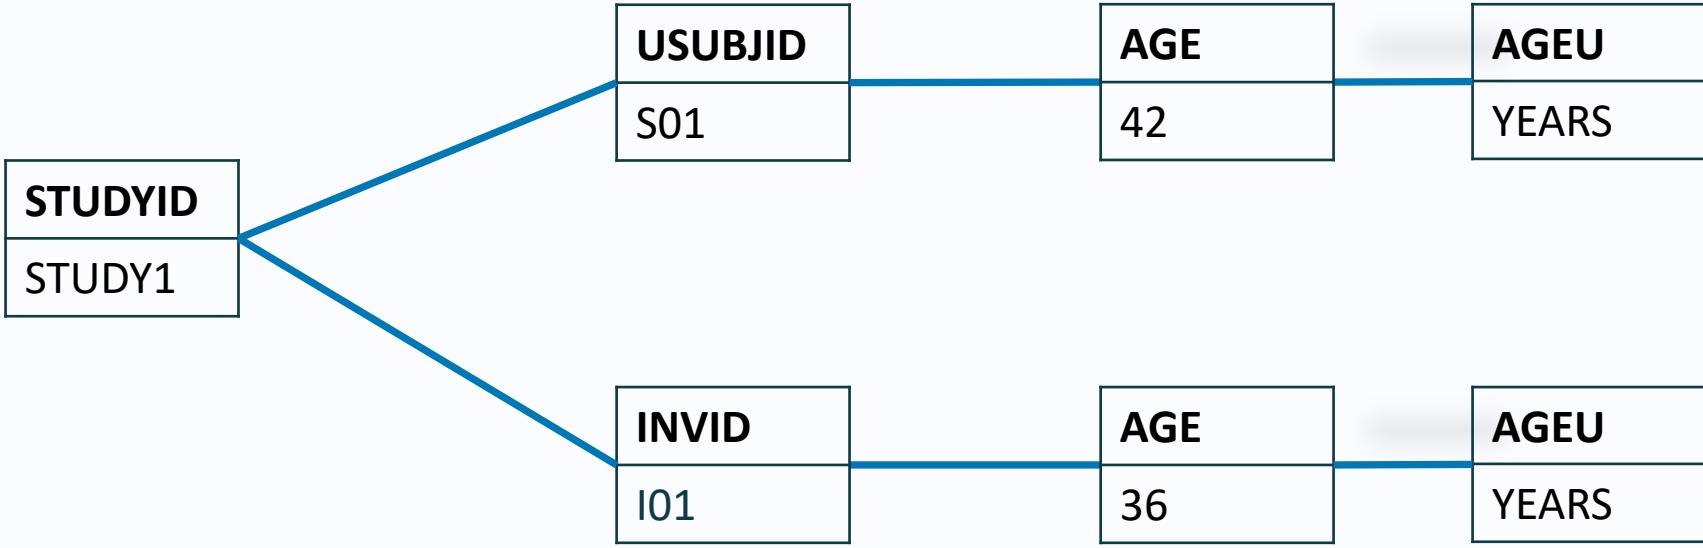 USUBJID
S01
AGE
42
AGEU
YEARS
STUDYID
STUDY1
INVID
I01
AGE
36
AGEU
YEARS